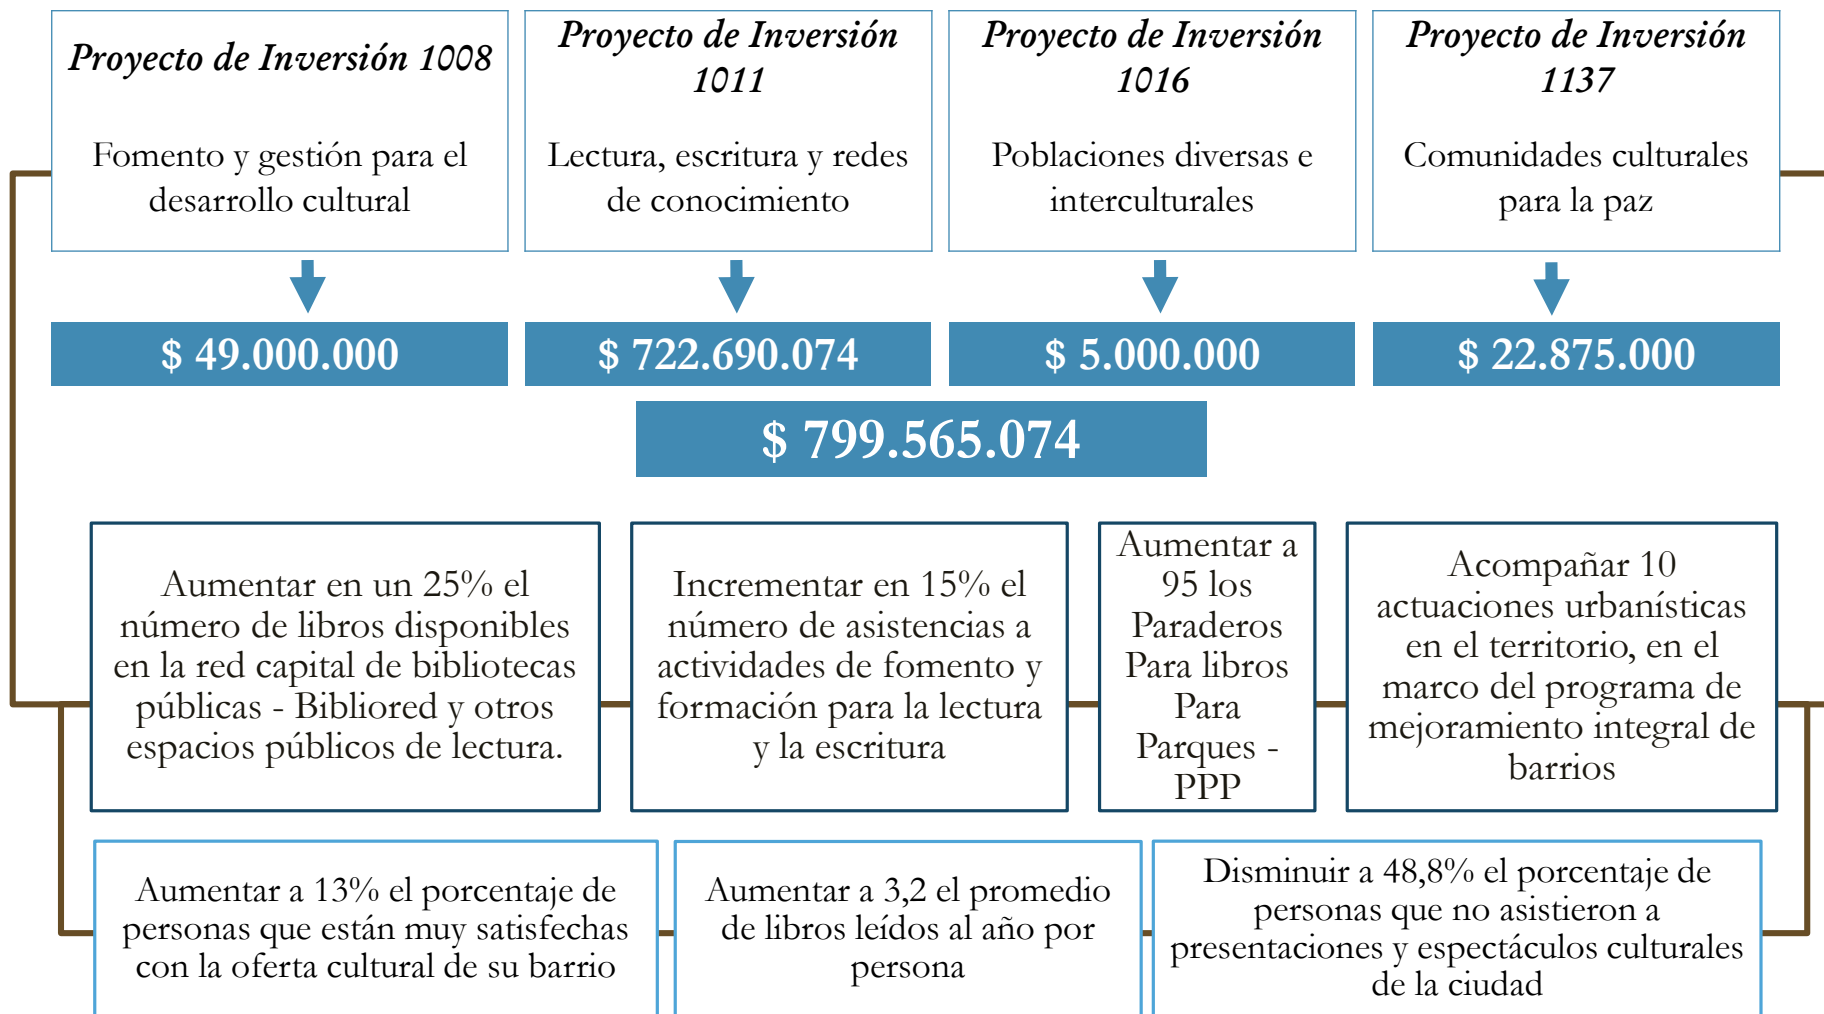 Proyecto de Inversión 1008
Fomento y gestión para el
desarrollo cultural
Proyecto de Inversión
1011
Lectura, escritura y redes
de conocimiento
Proyecto de Inversión
1016
Poblaciones diversas e
interculturales
Proyecto de Inversión
1137
Comunidades culturales
para la paz
$ 49.000.000
$ 722.690.074
$ 5.000.000
$ 22.875.000
$ 799.565.074
Aumentar en un 25% el
número de libros disponibles
en la red capital de bibliotecas
públicas - Bibliored y otros
espacios públicos de lectura.
Incrementar en 15% el
número de asistencias a
actividades de fomento y
formación para la lectura
y la escritura
Aumentar a
95 los
Paraderos
Para libros
Para
Parques -
PPP
Acompañar 10
actuaciones urbanísticas
en el territorio, en el
marco del programa de
mejoramiento integral de
barrios
Aumentar a 13% el porcentaje de
personas que están muy satisfechas
con la oferta cultural de su barrio
Aumentar a 3,2 el promedio
de libros leídos al año por
persona
Disminuir a 48,8% el porcentaje de
personas que no asistieron a
presentaciones y espectáculos culturales
de la ciudad